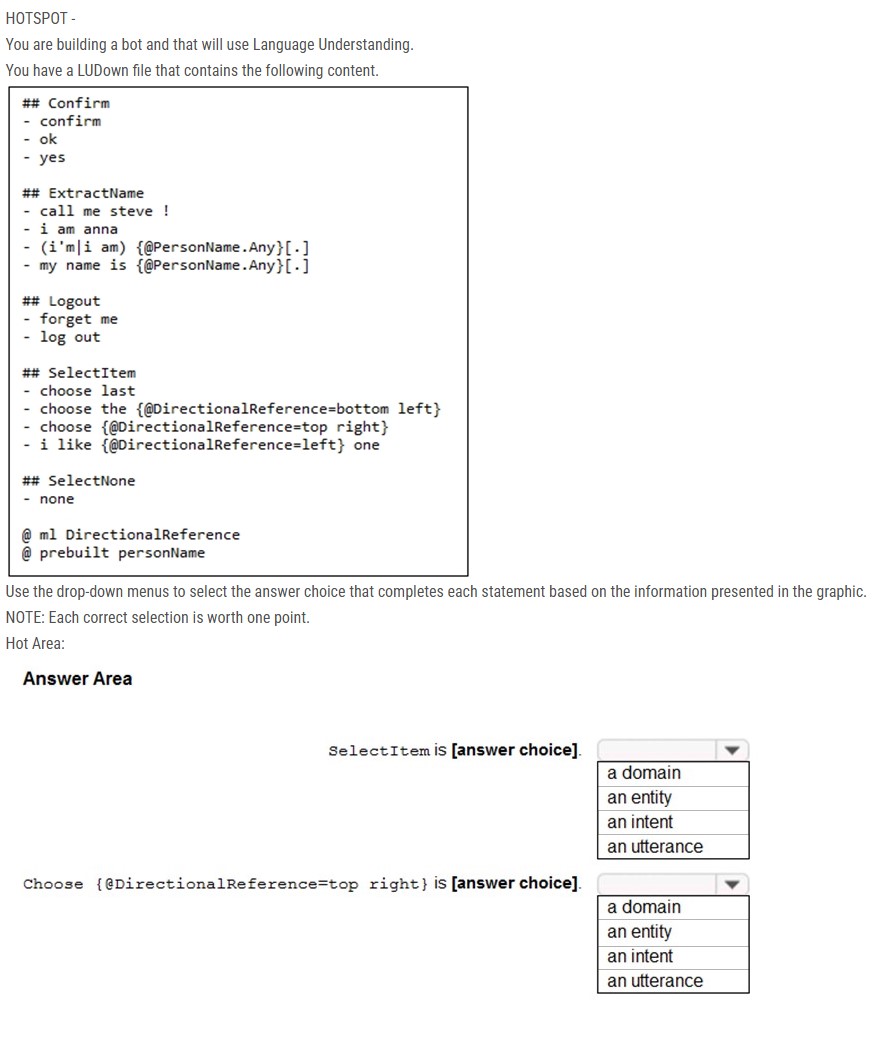 HOTSPOT -
You are building a bot and that will use Language Understanding.
You have a LUDown file that contains the following content.
## Confirm
- confirm
- ok
- yes
## ExtractName
- call me steve !
- i am anna
- (i'm|i am) {@PersonName.Any}[.]
- my name is {@PersonName.Any}[.]
## Logout
- forget me
- log out
## SelectItem
- choose last
- choose the {@DirectionalReference=bottom left}
- choose {@DirectionalReference=top right}
- i like {@DirectionalReference=left} one
## SelectNone
- none
@ ml DirectionalReference
@ prebuilt personName
Use the drop-down menus to select the answer choice that completes each statement based on the information presented in the graphic.
NOTE: Each correct selection is worth one point.
Hot Area:
Answer Area
SelectItem is [answer choice].
a domain
an entity
an intent
an utterance
Choose {@DirectionalReference=top right} is [answer choice].
a domain
an entity
an intent
an utterance